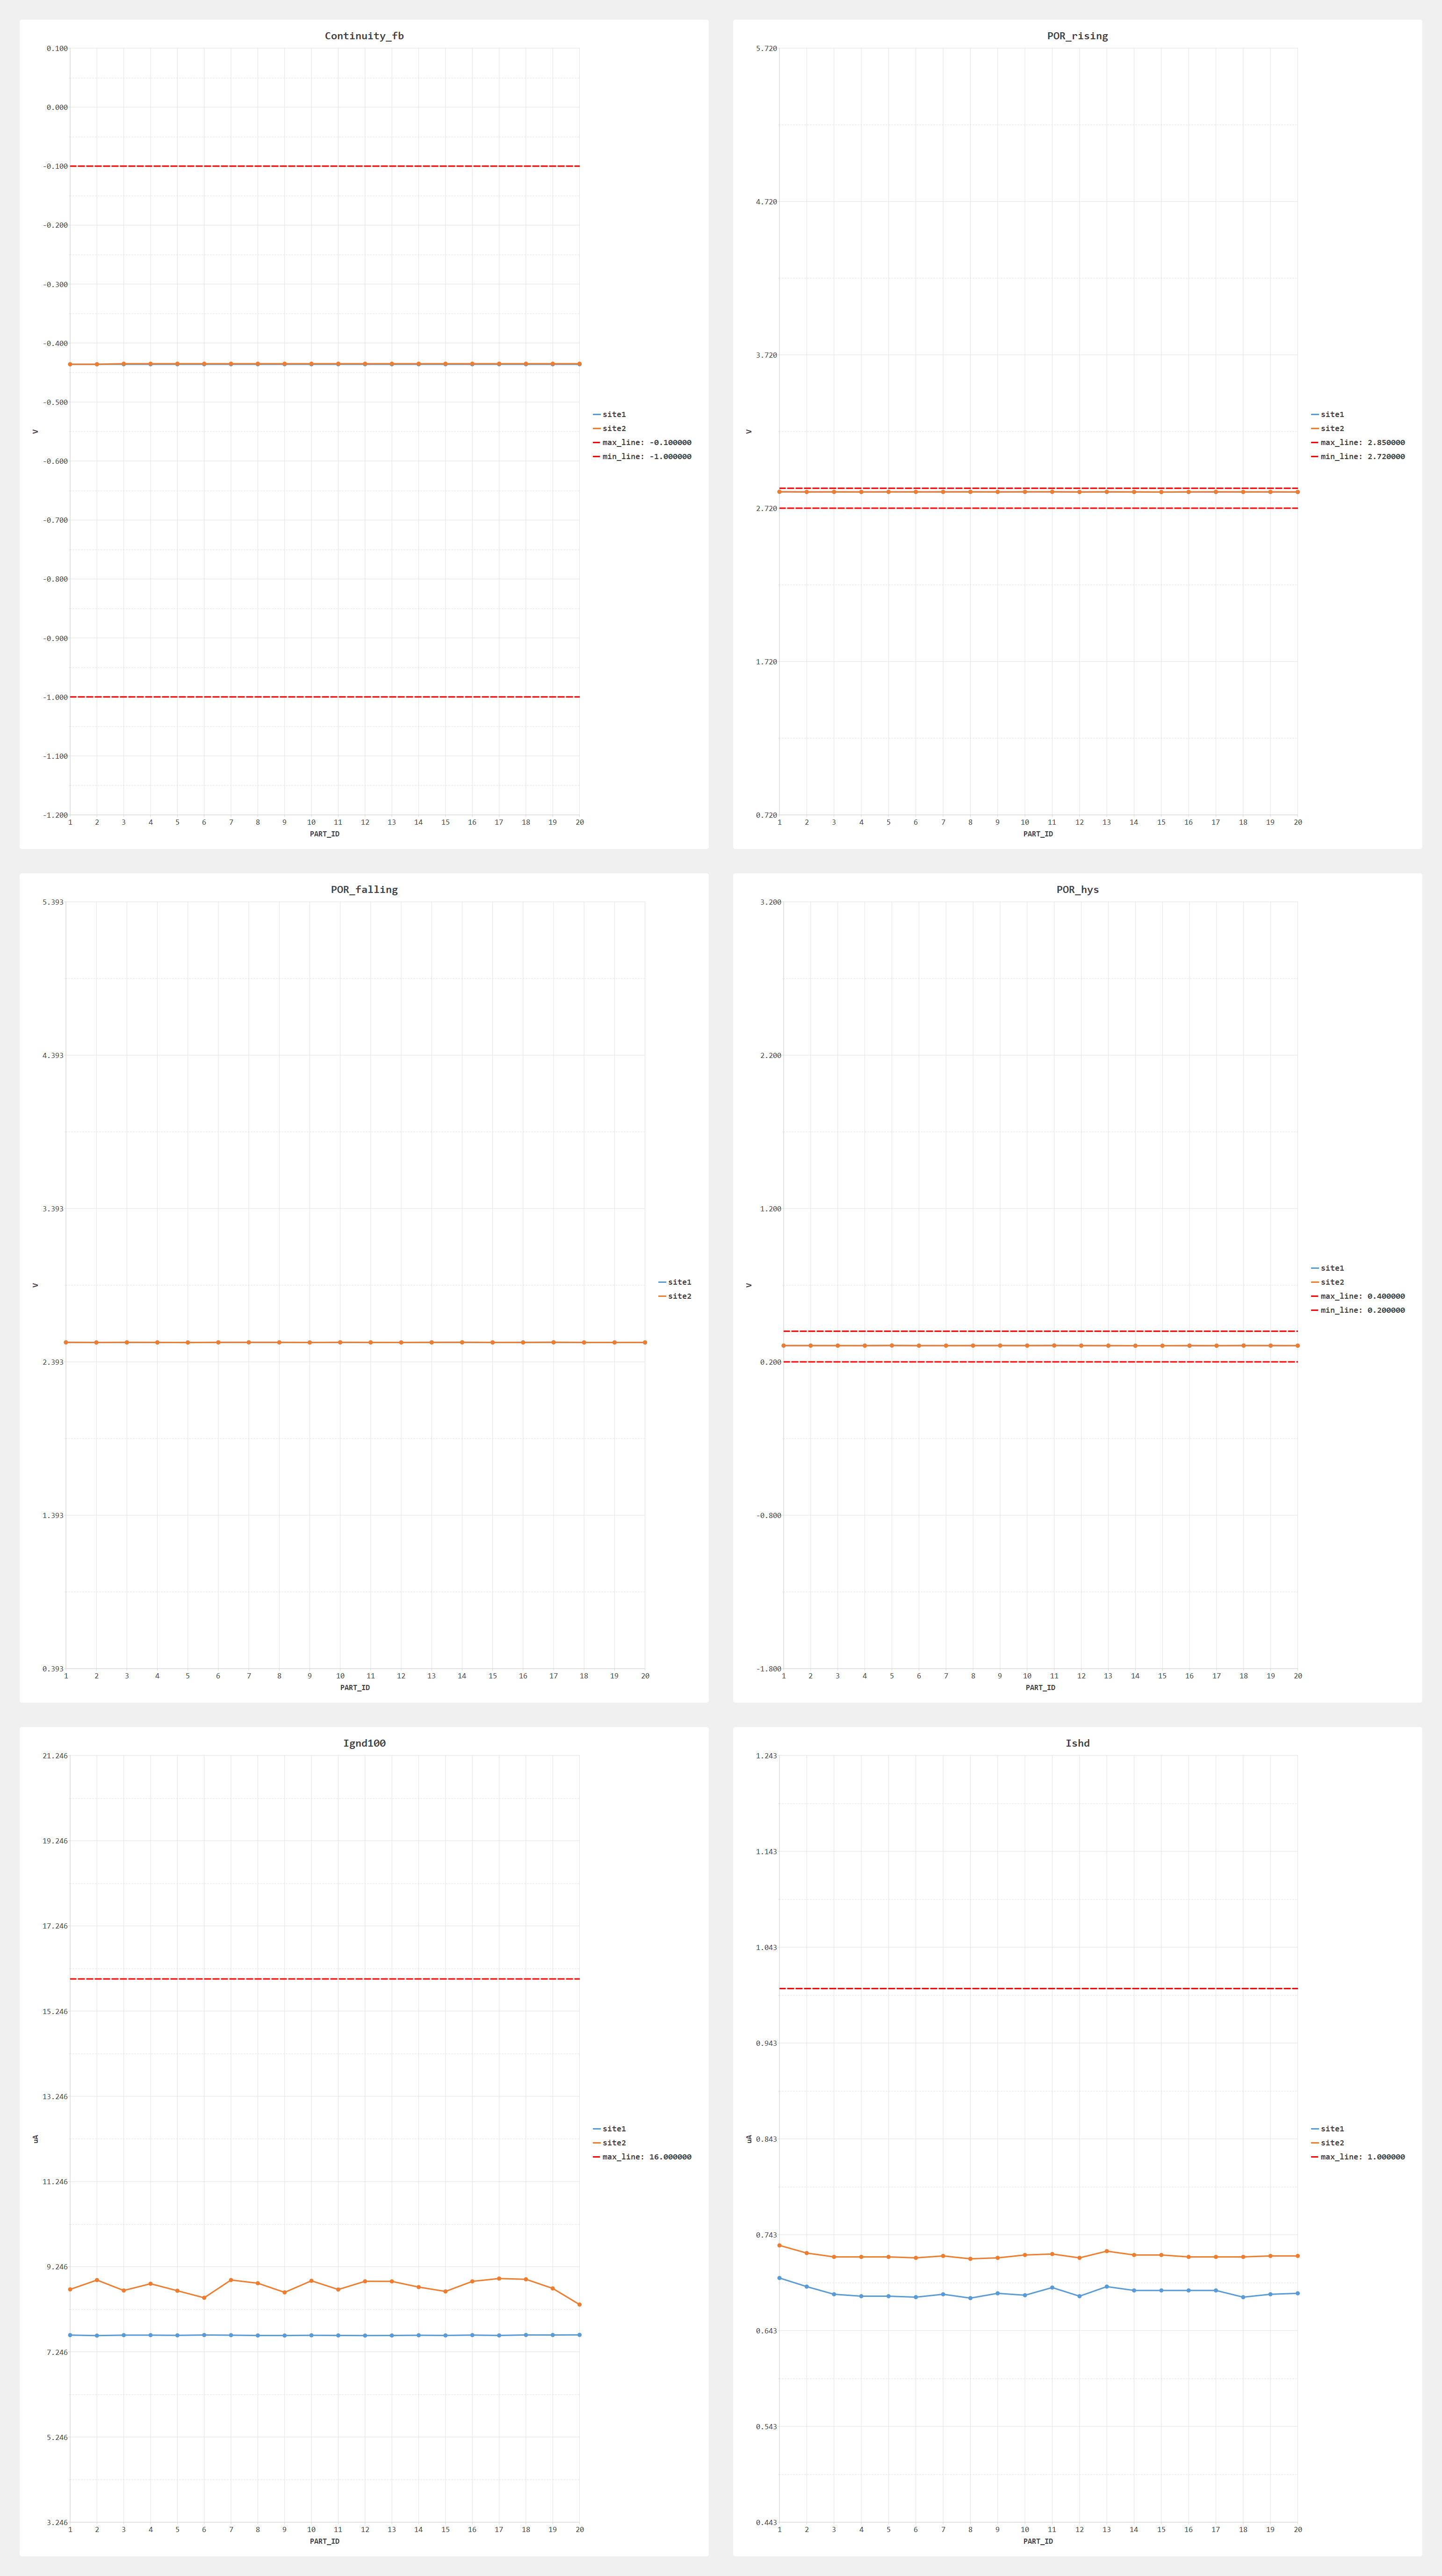 Continuity_fb
0.100
0.000
-0.100
-0.200
-0.300
-0.400
-0.500
-0.600
-0.700
-0.800
-0.900
-1.000
-1.100
-1.200
V
1 2 3 4 5 6 7 8 9 10 11 12 13 14 15 16 17 18 19 20
PART_ID
site1
site2
max_line: -0.100000
min_line: -1.000000
POR_rising
5.720
4.720
3.720
2.720
1.720
0.720
V
1 2 3 4 5 6 7 8 9 10 11 12 13 14 15 16 17 18 19 20
PART_ID
site1
site2
max_line: 2.850000
min_line: 2.720000
POR_falling
5.393
4.393
3.393
2.393
1.393
0.393
V
1 2 3 4 5 6 7 8 9 10 11 12 13 14 15 16 17 18 19 20
PART_ID
site1
site2
POR_hys
3.200
2.200
1.200
0.200
-0.800
-1.800
V
1 2 3 4 5 6 7 8 9 10 11 12 13 14 15 16 17 18 19 20
PART_ID
site1
site2
max_line: 0.400000
min_line: 0.200000
Ignd100
21.246
19.246
17.246
15.246
13.246
11.246
9.246
7.246
5.246
3.246
uA
1 2 3 4 5 6 7 8 9 10 11 12 13 14 15 16 17 18 19 20
PART_ID
site1
site2
max_line: 16.000000
Ishd
1.243
1.143
1.043
0.943
0.843
0.743
0.643
0.543
0.443
uA
1 2 3 4 5 6 7 8 9 10 11 12 13 14 15 16 17 18 19 20
PART_ID
site1
site2
max_line: 1.000000